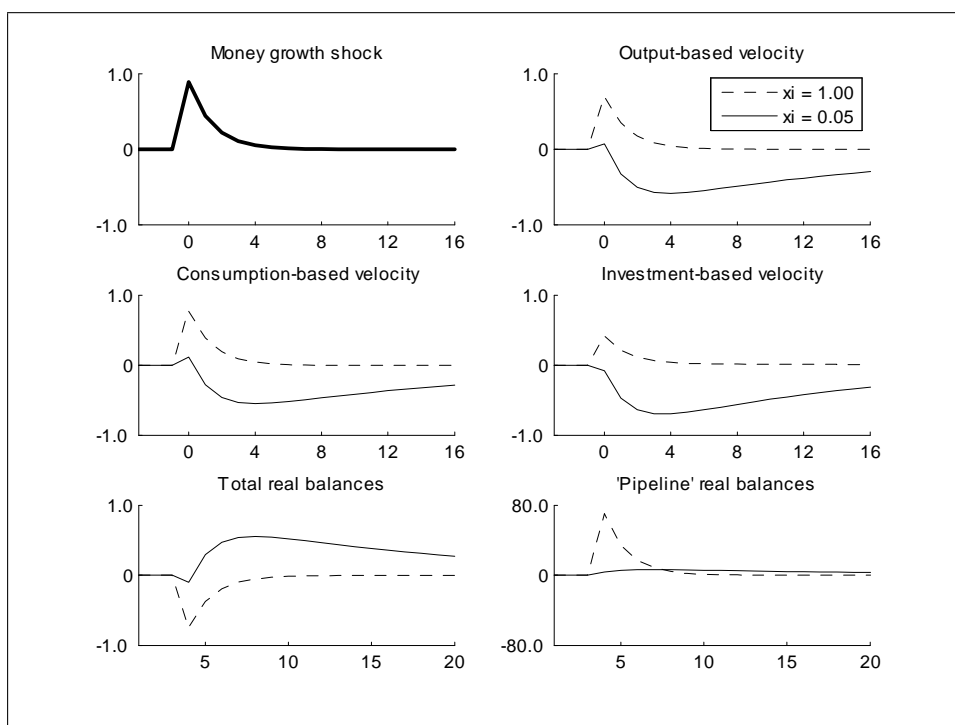 Money growth shock
1.0
0
-1.0
0 4 8 12 16
Output-based velocity
1.0
0
-1.0
xi = 1.00
xi = 0.05
0 4 8 12 16
Consumption-based velocity
1.0
0
-1.0
0 4 8 12 16
Investment-based velocity
1.0
0
-1.0
0 4 8 12 16
Total real balances
1.0
0
-1.0
5 10 15 20
'Pipeline' real balances
80.0
0
-80.0
5 10 15 20